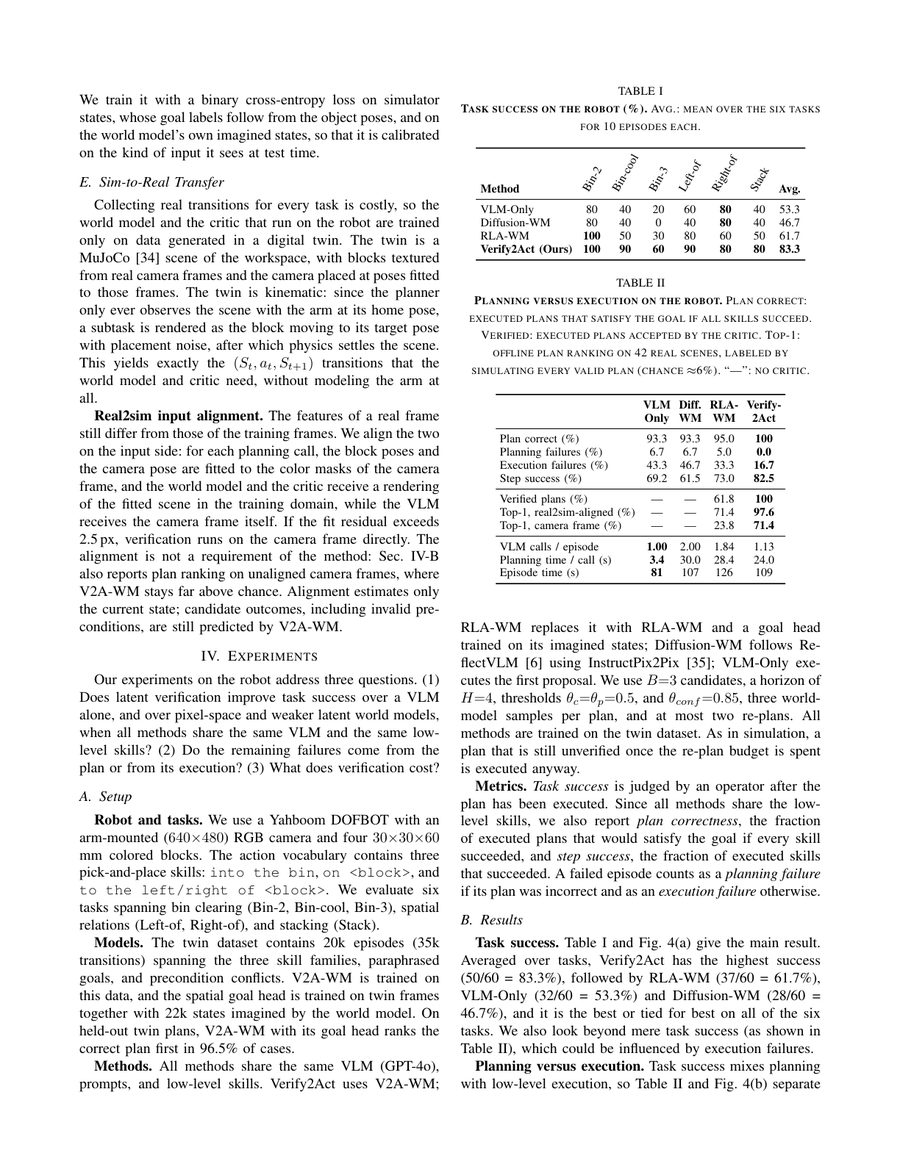 We train it with a binary cross-entropy loss on simulator
states, whose goal labels follow from the object poses, and on
the world model's own imagined states, so that it is calibrated
on the kind of input it sees at test time.
E. Sim-to-Real Transfer
Collecting real transitions for every task is costly, so the
world model and the critic that run on the robot are trained
only on data generated in a digital twin. The twin is a
MuJoCo [34] scene of the workspace, with blocks textured
from real camera frames and the camera placed at poses fitted
to those frames. The twin is kinematic: since the planner
only ever observes the scene with the arm at its home pose,
a subtask is rendered as the block moving to its target pose
with placement noise, after which physics settles the scene.
This yields exactly the (S_t, a_t, S_{t+1}) transitions that the
world model and critic need, without modeling the arm at
all.
Real2sim input alignment. The features of a real frame
still differ from those of the training frames. We align the two
on the input side: for each planning call, the block poses and
the camera pose are fitted to the color masks of the camera
frame, and the world model and the critic receive a rendering
of the fitted scene in the training domain, while the VLM
receives the camera frame itself. If the fit residual exceeds
2.5 px, verification runs on the camera frame directly. The
alignment is not a requirement of the method: Sec. IV-B
also reports plan ranking on unaligned camera frames, where
V2A-WM stays far above chance. Alignment estimates only
the current state; candidate outcomes, including invalid pre-
conditions, are still predicted by V2A-WM.
IV. EXPERIMENTS
Our experiments on the robot address three questions. (1)
Does latent verification improve task success over a VLM
alone, and over pixel-space and weaker latent world models,
when all methods share the same VLM and the same low-
level skills? (2) Do the remaining failures come from the
plan or from its execution? (3) What does verification cost?
A. Setup
Robot and tasks. We use a Yahboom DOFBOT with an
arm-mounted (640×480) RGB camera and four 30×30×60
mm colored blocks. The action vocabulary contains three
pick-and-place skills: into the bin, on <block>, and
to the left/right of <block>. We evaluate six
tasks spanning bin clearing (Bin-2, Bin-cool, Bin-3), spatial
relations (Left-of, Right-of), and stacking (Stack).
Models. The twin dataset contains 20k episodes (35k
transitions) spanning the three skill families, paraphrased
goals, and precondition conflicts. V2A-WM is trained on
this data, and the spatial goal head is trained on twin frames
together with 22k states imagined by the world model. On
held-out twin plans, V2A-WM with its goal head ranks the
correct plan first in 96.5% of cases.
Methods. All methods share the same VLM (GPT-4o),
prompts, and low-level skills. Verify2Act uses V2A-WM;
TABLE I
TASK SUCCESS ON THE ROBOT (%). AVG.: MEAN OVER THE SIX TASKS
FOR 10 EPISODES EACH.
Method Bin-2 Bin-cool Bin-3 Left-of Right-of Stack Avg.
VLM-Only 80 40 20 60 80 40 53.3
Diffusion-WM 80 40 0 40 80 40 46.7
RLA-WM 100 50 30 80 60 50 61.7
Verify2Act (Ours) 100 90 60 90 80 80 83.3
TABLE II
PLANNING VERSUS EXECUTION ON THE ROBOT. PLAN CORRECT:
EXECUTED PLANS THAT SATISFY THE GOAL IF ALL SKILLS SUCCEED.
VERIFIED: EXECUTED PLANS ACCEPTED BY THE CRITIC. TOP-1:
OFFLINE PLAN RANKING ON 42 REAL SCENES, LABELED BY
SIMULATING EVERY VALID PLAN (CHANCE ≈6%). “—”: NO CRITIC.
VLM Diff. RLA- Verify-
Only WM WM 2Act
Plan correct (%) 93.3 93.3 95.0 100
Planning failures (%) 6.7 6.7 5.0 0.0
Execution failures (%) 43.3 46.7 33.3 16.7
Step success (%) 69.2 61.5 73.0 82.5
Verified plans (%) — — 61.8 100
Top-1, real2sim-aligned (%) — — 71.4 97.6
Top-1, camera frame (%) — — 23.8 71.4
VLM calls / episode 1.00 2.00 1.84 1.13
Planning time / call (s) 3.4 30.0 28.4 24.0
Episode time (s) 81 107 126 109
RLA-WM replaces it with RLA-WM and a goal head
trained on its imagined states; Diffusion-WM follows Re-
flectVLM [6] using InstructPix2Pix [35]; VLM-Only exe-
cutes the first proposal. We use B=3 candidates, a horizon of
H=4, thresholds θ_c=θ_p=0.5, and θ_{conf}=0.85, three world-
model samples per plan, and at most two re-plans. All
methods are trained on the twin dataset. As in simulation, a
plan that is still unverified once the re-plan budget is spent
is executed anyway.
Metrics. Task success is judged by an operator after the
plan has been executed. Since all methods share the low-
level skills, we also report plan correctness, the fraction
of executed plans that would satisfy the goal if every skill
succeeded, and step success, the fraction of executed skills
that succeeded. A failed episode counts as a planning failure
if its plan was incorrect and as an execution failure otherwise.
B. Results
Task success. Table I and Fig. 4(a) give the main result.
Averaged over tasks, Verify2Act has the highest success
(50/60 = 83.3%), followed by RLA-WM (37/60 = 61.7%),
VLM-Only (32/60 = 53.3%) and Diffusion-WM (28/60 =
46.7%), and it is the best or tied for best on all of the six
tasks. We also look beyond mere task success (as shown in
Table II), which could be influenced by execution failures.
Planning versus execution. Task success mixes planning
with low-level execution, so Table II and Fig. 4(b) separate